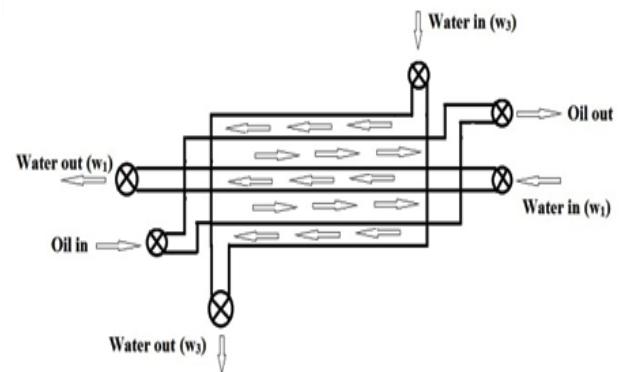 Water in (w₃)
Oil out
Water out (w₁)
Water in (w₁)
Oil in
Water out (w₃)